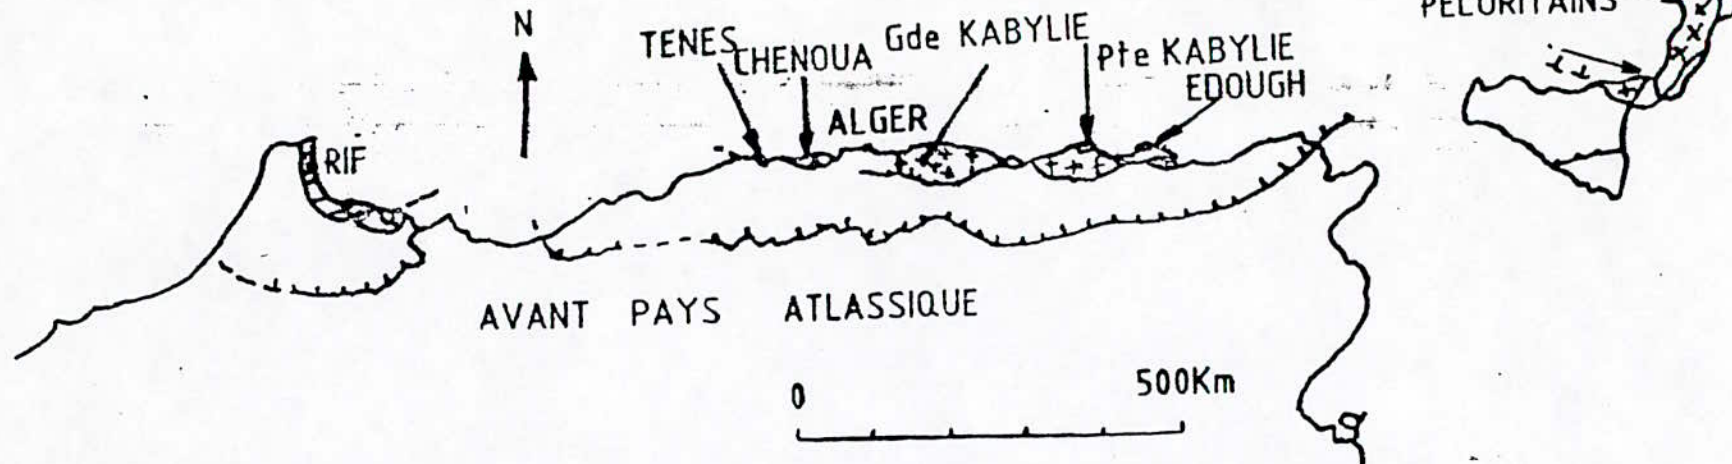 PELORITAINS
N
TENES
CHENOUA
Gde KABYLIE
Pte KABYLIE
EDOUGH
ALGER
RIF
AVANT PAYS ATLASSIQUE
0
500Km